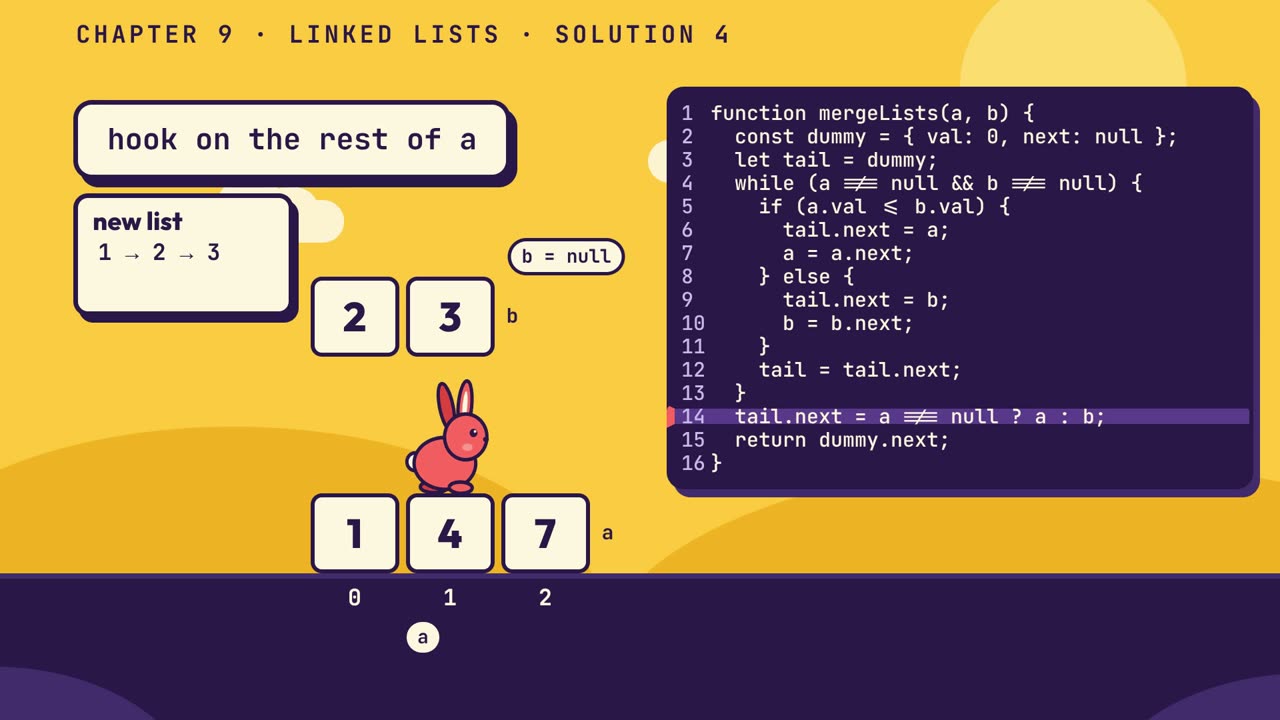 CHAPTER 9 · LINKED LISTS · SOLUTION 4
hook on the rest of a
new list
1 → 2 → 3
b = null
2 3 b
1 4 7 a
0 1 2
a
1 function mergeLists(a, b) {
2   const dummy = { val: 0, next: null };
3   let tail = dummy;
4   while (a !== null && b !== null) {
5     if (a.val <= b.val) {
6       tail.next = a;
7       a = a.next;
8     } else {
9       tail.next = b;
10       b = b.next;
11     }
12     tail = tail.next;
13   }
14   tail.next = a !== null ? a : b;
15   return dummy.next;
16 }